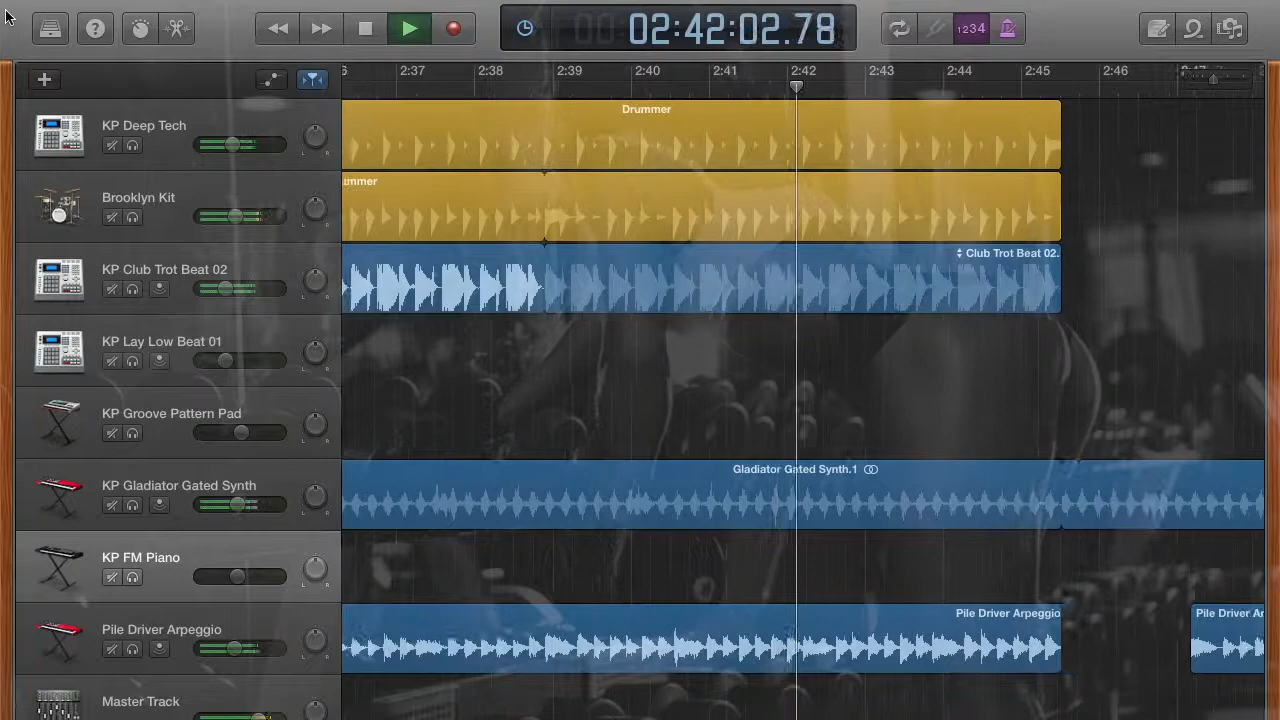 02:42:02.78
1234
6 2:37 2:38 2:39 2:40 2:41 2:42 2:43 2:44 2:45 2:46 2:47
KP Deep Tech
L R
Drummer
Brooklyn Kit
L R
ummer
KP Club Trot Beat 02
L R
Club Trot Beat 02.
KP Lay Low Beat 01
L R
KP Groove Pattern Pad
L R
KP Gladiator Gated Synth
L R
Gladiator Gated Synth.1
KP FM Piano
L R
Pile Driver Arpeggio
L R
Pile Driver Arpeggio
Pile Driver Ar
Master Track